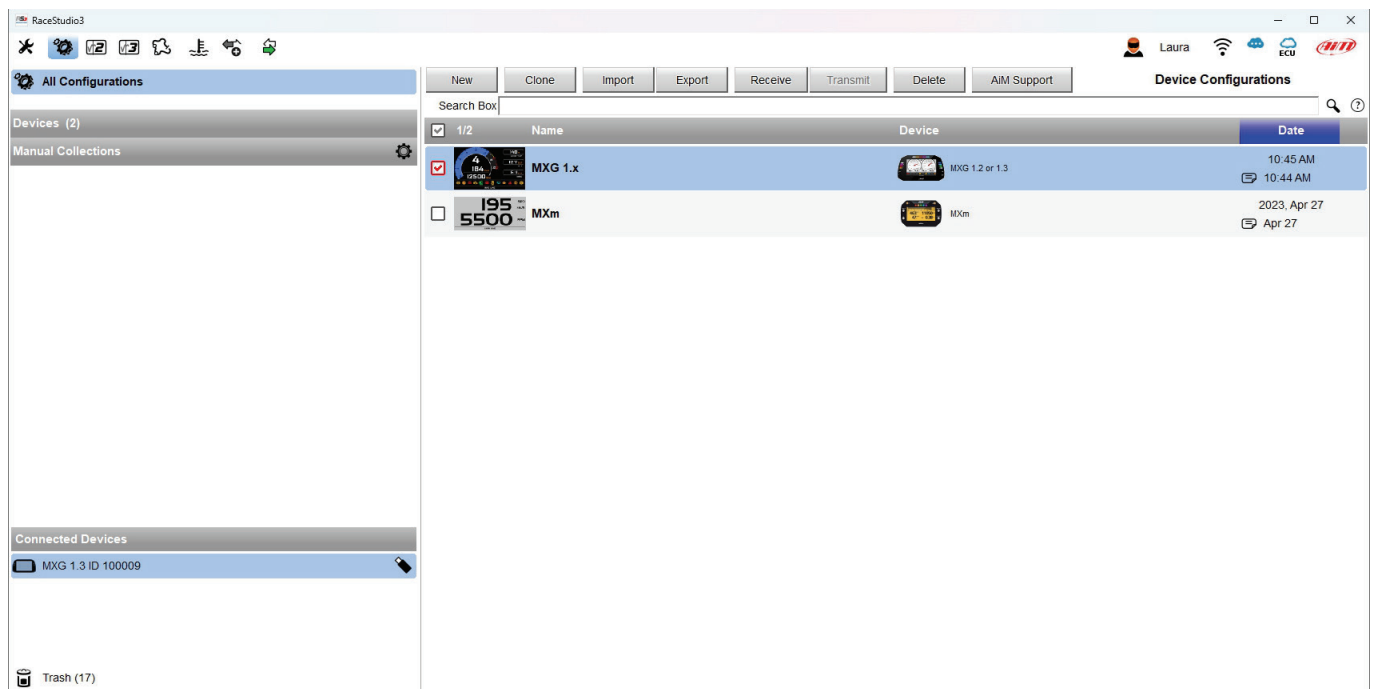 RaceStudio3
Laura
ECU
AiM
All Configurations
New Clone Import Export Receive Transmit Delete AiM Support Device Configurations
Search Box
Devices (2)
1/2 Name Device Date
Manual Collections
4
184
13500
MXG 1.x
MXG 1.2 or 1.3
10:45 AM
10:44 AM
195
5500
MXm
MXm
2023, Apr 27
Apr 27
Connected Devices
MXG 1.3 ID 100009
Trash (17)